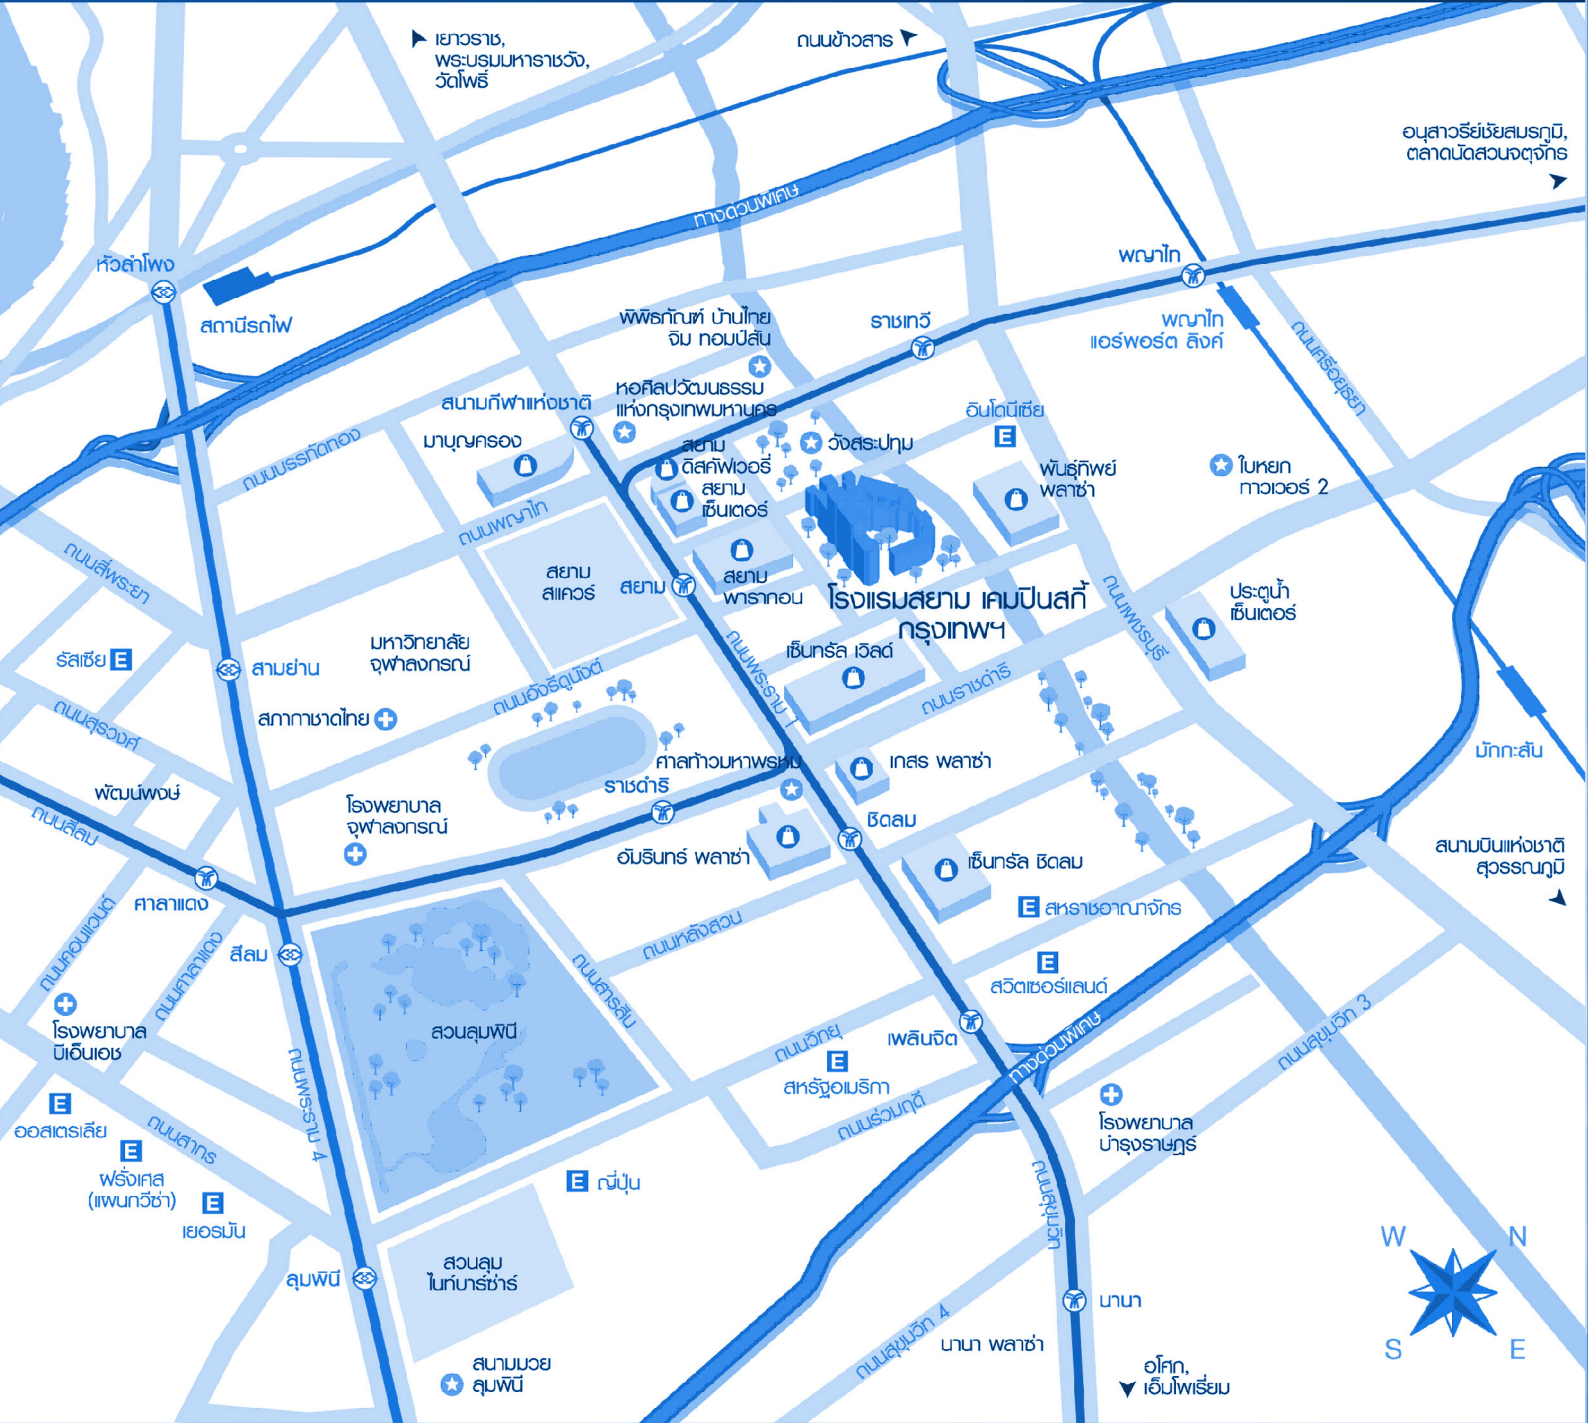 เยาวราช,
พระบรมมหาราชวัง,
วัดโพธิ์
ถนนข้าวสาร
อนุสาวรีย์ชัยสมรภูมิ,
ตลาดนัดสวนจตุจักร
ทางด่วนพิเศษ
หัวลำโพง
สถานีรถไฟ
พญาไท
พญาไท
แอร์พอร์ต ลิงค์
ราชเทวี
พิพิธภัณฑ์ บ้านไทย
จิม ทอมป์สัน
ถนนศรีอยุธยา
สนามกีฬาแห่งชาติ
หอศิลปวัฒนธรรม
แห่งกรุงเทพมหานคร
อินโดนีเซีย
E
มาบุญครอง
ถนนบรรทัดทอง
สยาม
ดิสคัฟเวอรี่
สยาม
เซ็นเตอร์
วังสระปทุม
พันธุ์ทิพย์
พลาซ่า
ใบหยก
ทาวเวอร์ 2
ถนนพญาไท
ถนนสี่พระยา
สยาม
สแควร์
สยาม
สยาม
พารากอน
โรงแรมสยาม เคมปินสกี้
กรุงเทพฯ
ถนนเพชรบุรี
ประตูน้ำ
เซ็นเตอร์
รัสเซีย E
สามย่าน
มหาวิทยาลัย
จุฬาลงกรณ์
ถนนอังรีดูนังต์
ถนนพระราม 1
เซ็นทรัล เวิลด์
ถนนราชดำริ
สภากาชาดไทย
ถนนสุรวงศ์
มักกะสัน
ศาลท้าวมหาพรหม
เกสร พลาซ่า
ราชดำริ
พัฒน์พงษ์
ถนนสีลม
โรงพยาบาล
จุฬาลงกรณ์
ชิดลม
อัมรินทร์ พลาซ่า
เซ็นทรัล ชิดลม
สนามบินแห่งชาติ
สุวรรณภูมิ
ศาลาแดง
E สหราชอาณาจักร
ถนนคอนแวนต์
ถนนศาลาแดง
สีลม
ถนนหลังสวน
ถนนสารสิน
E
สวิตเซอร์แลนด์
โรงพยาบาล
บีเอ็นเอช
สวนลุมพินี
ถนนวิทยุ
เพลินจิต
ทางด่วนพิเศษ
ถนนสุขุมวิท 3
E
สหรัฐอเมริกา
ถนนพระราม 4
ถนนร่วมฤดี
โรงพยาบาล
บำรุงราษฎร์
E
ออสเตรเลีย
ถนนสาทร
E
ฝรั่งเศส
(แผนกวีซ่า)
E
เยอรมัน
E ญี่ปุ่น
ถนนสุขุมวิท
สวนลุม
ไนท์บาร์ซ่าร์
ลุมพินี
นานา
ถนนสุขุมวิท 4
นานา พลาซ่า
สนามมวย
ลุมพินี
อโศก,
เอ็มโพเรี่ยม
W N
S E